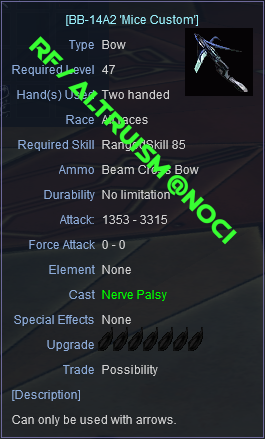 [BB-14A2 'Mice Custom']
Type Bow
Required Level 47
Hand(s) Used Two handed
Race All races
Required Skill Ranged Skill 85
Ammo Beam Cross Bow
Durability No limitation
Attack: 1353 - 3315
Force Attack 0 - 0
Element None
Cast Nerve Palsy
Special Effects None
Upgrade
Trade Possibility
[Description]
Can only be used with arrows.
RF-ALTRUISM@NOCI